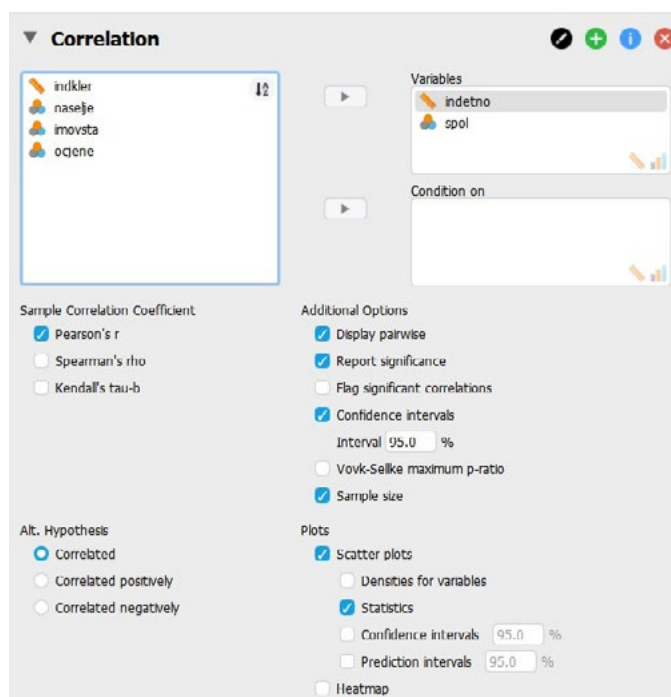 Correlation
indkler
naselje
imovsta
ocjene
Variables
indetno
spol
Condition on
Sample Correlation Coefficient
Pearson's r
Spearman's rho
Kendall's tau-b
Additional Options
Display pairwise
Report significance
Flag significant correlations
Confidence intervals
Interval 95.0 %
Vovk-Sellke maximum p-ratio
Sample size
Alt. Hypothesis
Correlated
Correlated positively
Correlated negatively
Plots
Scatter plots
Densities for variables
Statistics
Confidence intervals 95.0 %
Prediction intervals 95.0 %
Heatmap